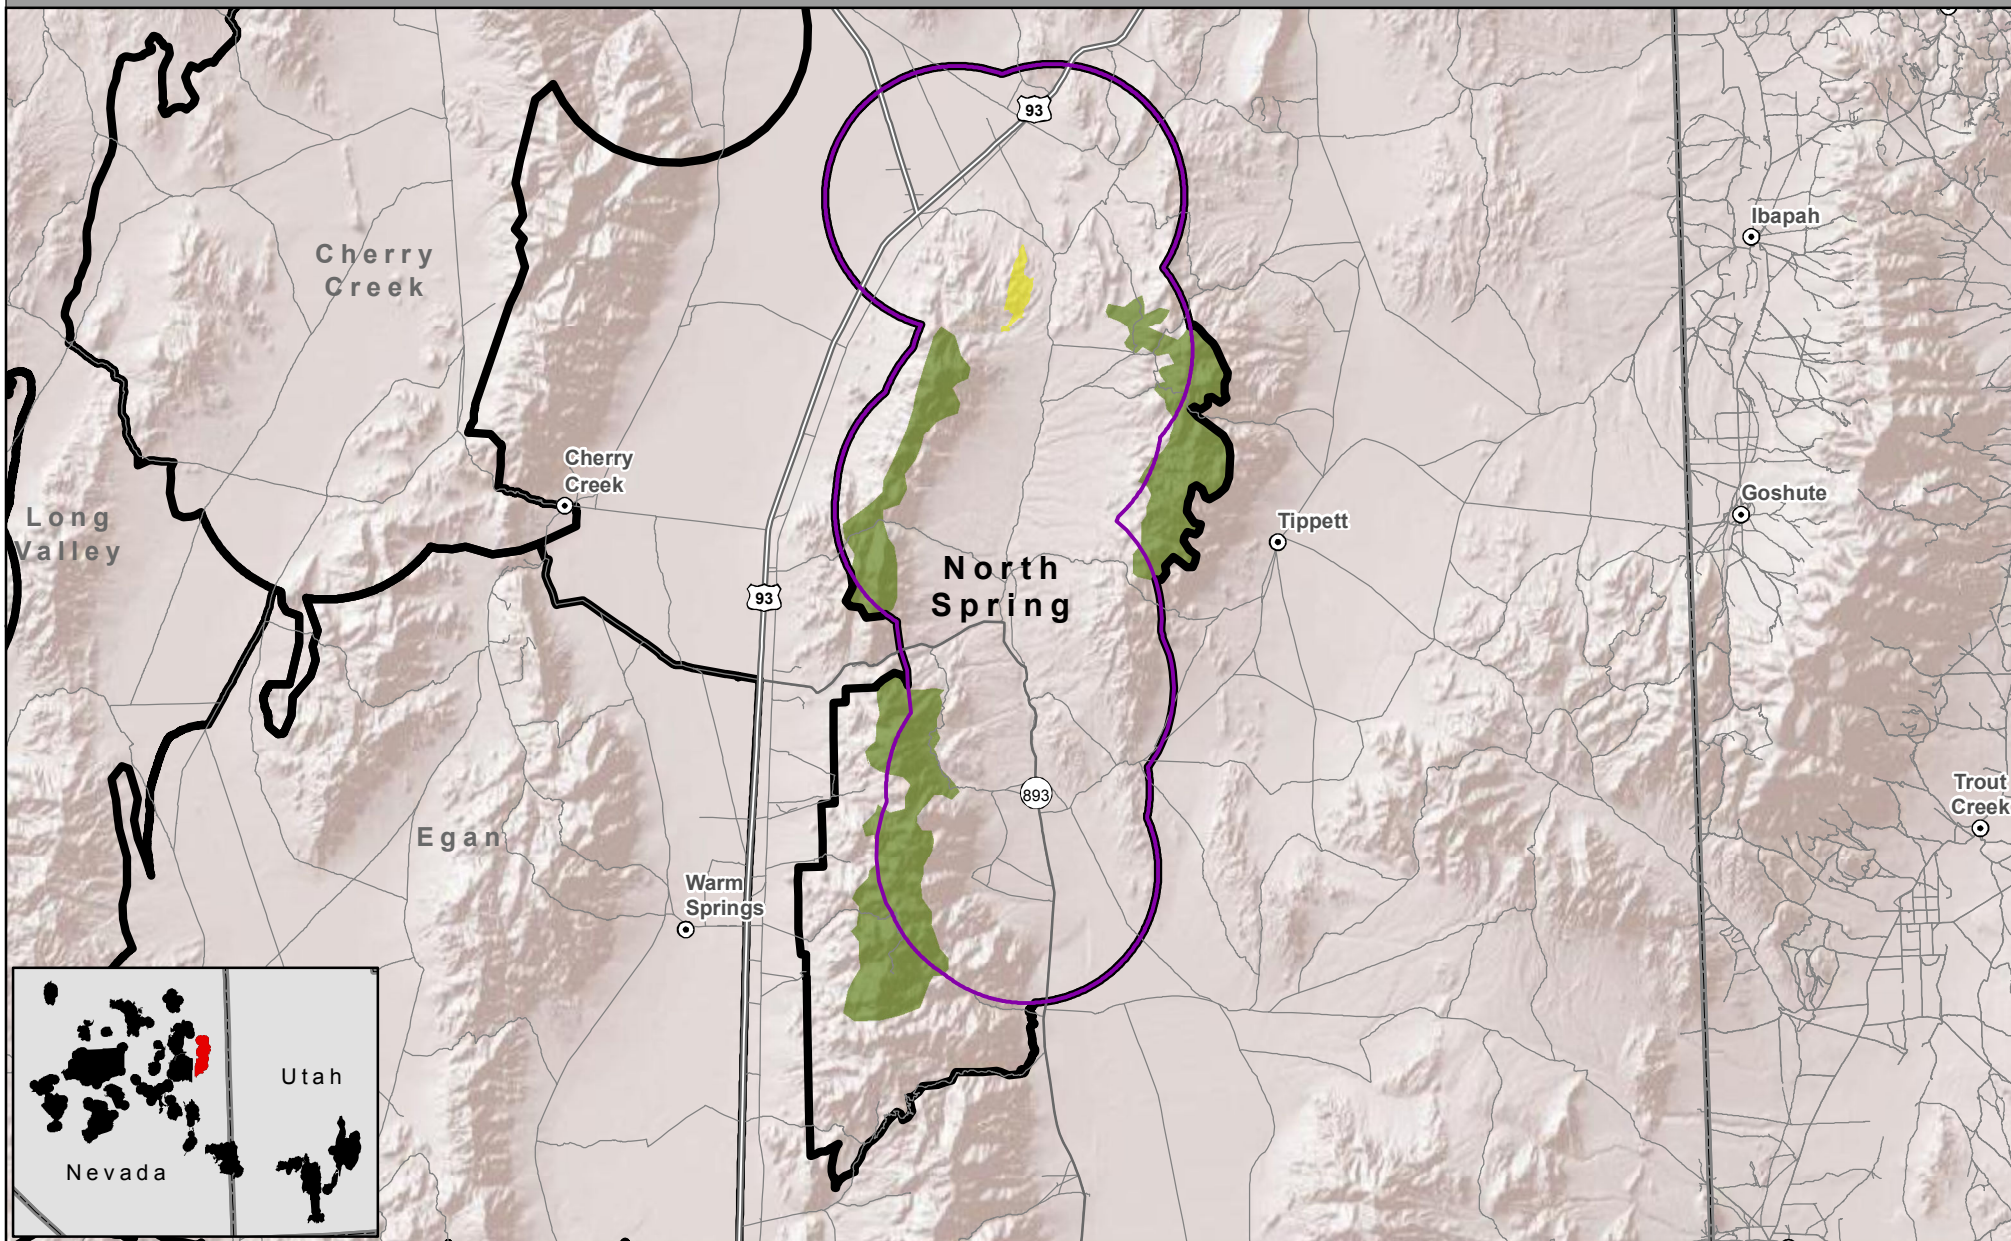 93
Ibapah
Cherry
Creek
Cherry
Creek
Goshute
Long
Valley
Tippett
North
Spring
93
Trout
Creek
893
Egan
Warm
Springs
Utah
Nevada